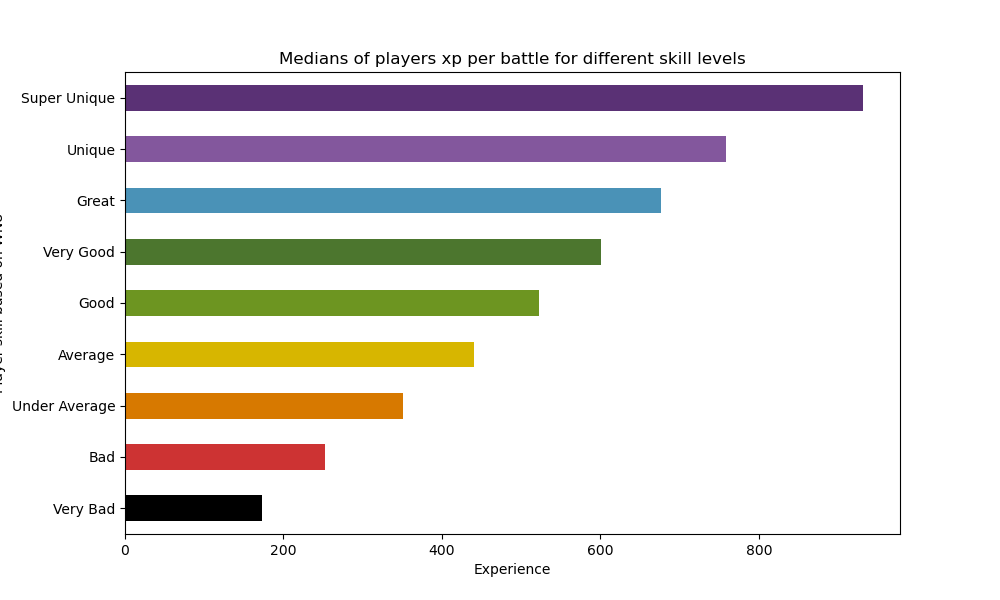 Medians of players xp per battle for different skill levels
Super Unique
Unique
Great
Very Good
Good
Average
Under Average
Bad
Very Bad
0 200 400 600 800
Experience